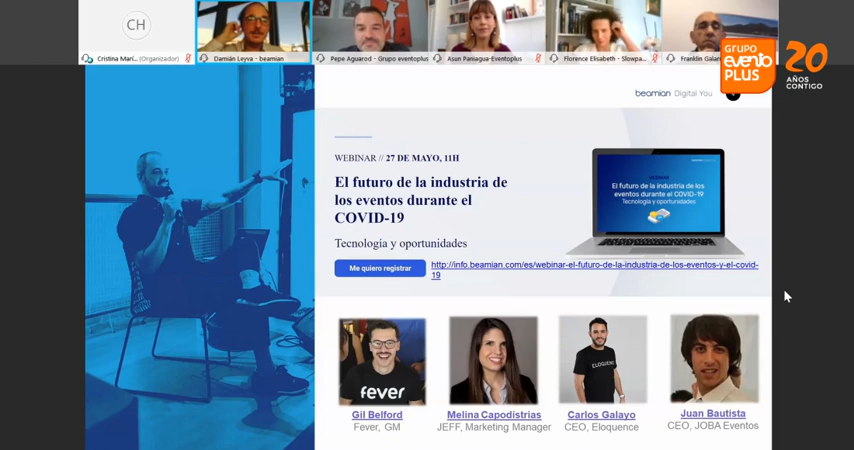 CH
Cristina Marí... (Organizador)
Damián Leyva - beamian
Pepe Aguarod - Grupo eventoplus
Asun Paniagua-Eventoplus
Florence Elisabeth - Slowpa...
Franklin Galar
GRUPO
evento
PLUS
20
AÑOS
CONTIGO
beamian Digital You
WEBINAR // 27 DE MAYO, 11H
El futuro de la industria de
los eventos durante el
COVID-19
Tecnología y oportunidades
WEBINAR
El futuro de la industria de los
eventos durante el COVID-19
Tecnología y oportunidades
Me quiero registrar
http://info.beamian.com/es/webinar-el-futuro-de-la-industria-de-los-eventos-y-el-covid-
19
fever
ELOQUENCE
Gil Belford
Fever, GM
Melina Capodistrias
JEFF, Marketing Manager
Carlos Galayo
CEO, Eloquence
Juan Bautista
CEO, JOBA Eventos